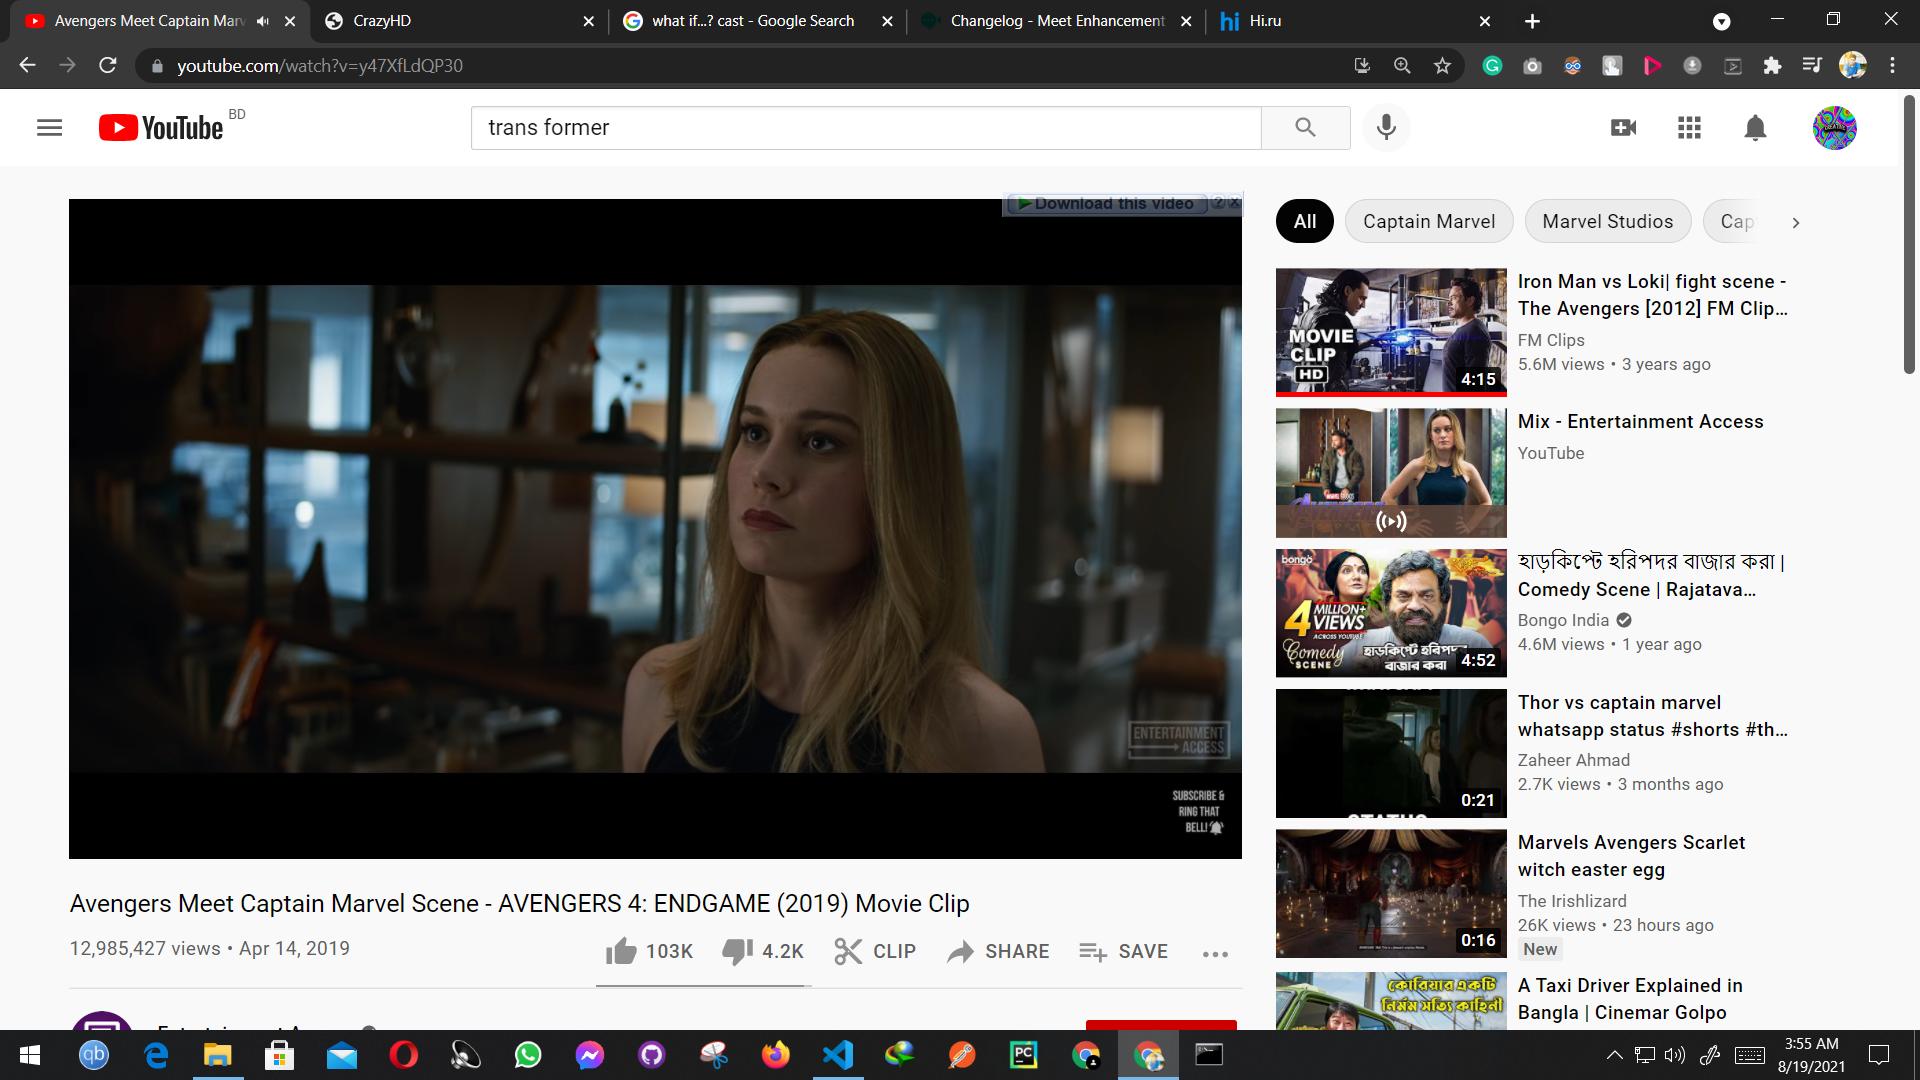 Avengers Meet Captain Marv
CrazyHD
what if...? cast - Google Search
Changelog - Meet Enhancement
hi Hi.ru
youtube.com/watch?v=y47XfLdQP30
YouTube BD
trans former
Download this video
All
Captain Marvel
Marvel Studios
Cap
MOVIE
CLIP
HD
4:15
Iron Man vs Loki| fight scene -
The Avengers [2012] FM Clip...
FM Clips
5.6M views • 3 years ago
Mix - Entertainment Access
YouTube
bongo
4 MILLION+
VIEWS
ACROSS YOUTUBE
Comedy
SCENE
হাড়কিপ্টে হরিপদর
বাজার করা
4:52
হাড়কিপ্টে হরিপদর বাজার করা |
Comedy Scene | Rajatava...
Bongo India
4.6M views • 1 year ago
STATUS
0:21
Thor vs captain marvel
whatsapp status #shorts #th...
Zaheer Ahmad
2.7K views • 3 months ago
0:16
Marvels Avengers Scarlet
witch easter egg
The Irishlizard
26K views • 23 hours ago
New
কোরিয়ার একটি
নির্মম সত্যি কাহিনী
A Taxi Driver Explained in
Bangla | Cinemar Golpo
ENTERTAINMENT
ACCESS
SUBSCRIBE &
RING THAT
BELL!
Avengers Meet Captain Marvel Scene - AVENGERS 4: ENDGAME (2019) Movie Clip
12,985,427 views • Apr 14, 2019
103K
4.2K
CLIP
SHARE
SAVE
qb
PC
3:55 AM
8/19/2021